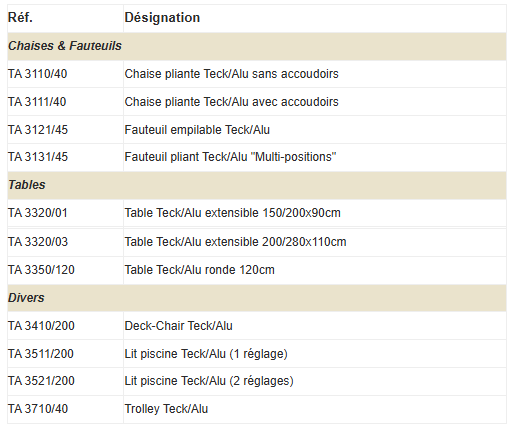 Réf. Désignation
Chaises & Fauteuils
TA 3110/40 Chaise pliante Teck/Alu sans accoudoirs
TA 3111/40 Chaise pliante Teck/Alu avec accoudoirs
TA 3121/45 Fauteuil empilable Teck/Alu
TA 3131/45 Fauteuil pliant Teck/Alu "Multi-positions"
Tables
TA 3320/01 Table Teck/Alu extensible 150/200x90cm
TA 3320/03 Table Teck/Alu extensible 200/280x110cm
TA 3350/120 Table Teck/Alu ronde 120cm
Divers
TA 3410/200 Deck-Chair Teck/Alu
TA 3511/200 Lit piscine Teck/Alu (1 réglage)
TA 3521/200 Lit piscine Teck/Alu (2 réglages)
TA 3710/40 Trolley Teck/Alu